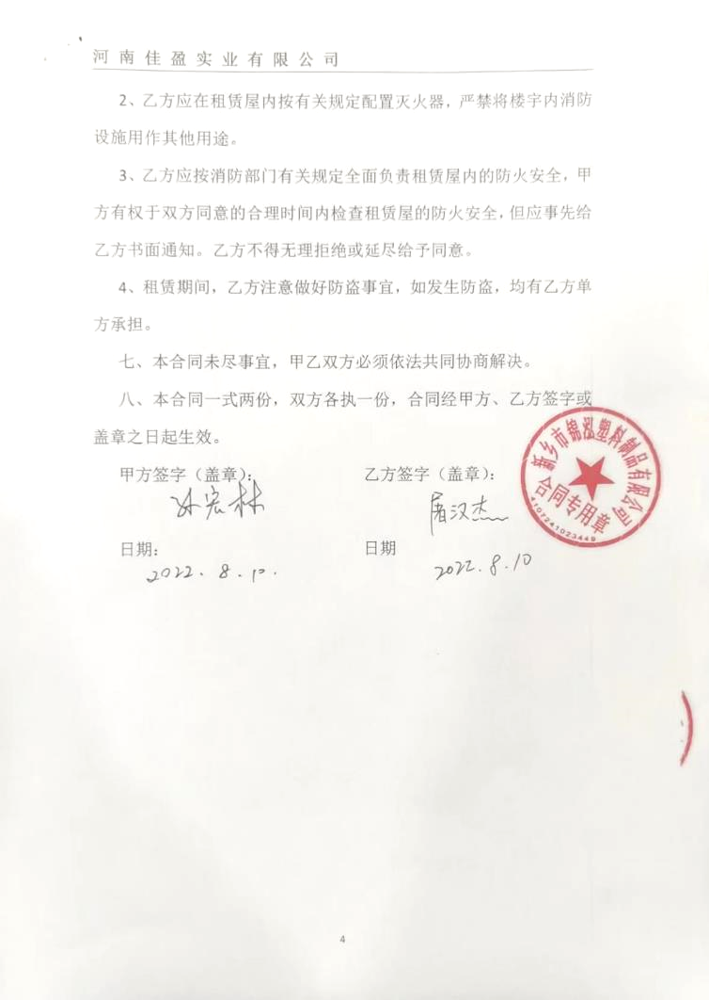 河南佳盈实业有限公司
2、乙方应在租赁屋内按有关规定配置灭火器，严禁将楼宇内消防
设施用作其他用途。
3、乙方应按消防部门有关规定全面负责租赁屋内的防火安全，甲
方有权于双方同意的合理时间内检查租赁屋的防火安全，但应事先给
乙方书面通知。乙方不得无理拒绝或延尽给予同意。
4、租赁期间，乙方注意做好防盗事宜，如发生防盗，均有乙方单
方承担。
七、本合同未尽事宜，甲乙双方必须依法共同协商解决。
八、本合同一式两份，双方各执一份，合同经甲方、乙方签字或
盖章之日起生效。
甲方签字（盖章）：
乙方签字（盖章）：
宏林
屠汉杰
新乡市锦泓塑料制品有限公司
合同专用章
4107241023449
日期：
日期
2022.8.10.
2022.8.10
4